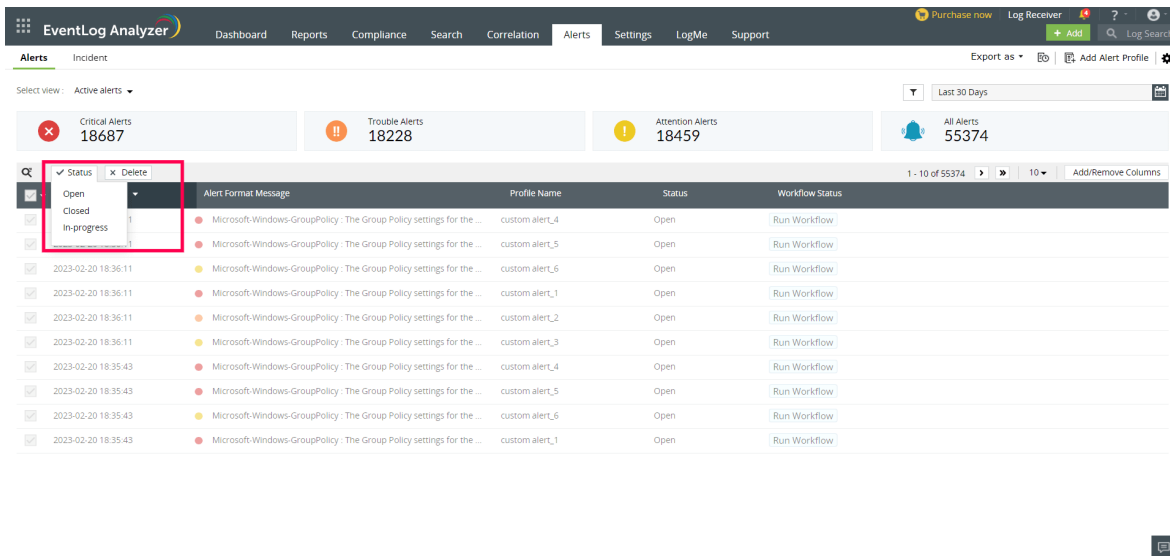 Purchase now Log Receiver 4 ?
EventLog Analyzer Dashboard Reports Compliance Search Correlation Alerts Settings LogMe Support + Add Log Search
Alerts Incident Export as Add Alert Profile
Select view : Active alerts Last 30 Days
Critical Alerts Trouble Alerts Attention Alerts All Alerts
18687 18228 18459 55374
Status x Delete 1 - 10 of 55374 10 Add/Remove Columns
Alert Format Message Profile Name Status Workflow Status
Open
Closed
In-progress
1 Microsoft-Windows-GroupPolicy : The Group Policy settings for the ... custom alert_4 Open Run Workflow
Microsoft-Windows-GroupPolicy : The Group Policy settings for the ... custom alert_5 Open Run Workflow
2023-02-20 18:36:11 Microsoft-Windows-GroupPolicy : The Group Policy settings for the ... custom alert_6 Open Run Workflow
2023-02-20 18:36:11 Microsoft-Windows-GroupPolicy : The Group Policy settings for the ... custom alert_1 Open Run Workflow
2023-02-20 18:36:11 Microsoft-Windows-GroupPolicy : The Group Policy settings for the ... custom alert_2 Open Run Workflow
2023-02-20 18:36:11 Microsoft-Windows-GroupPolicy : The Group Policy settings for the ... custom alert_3 Open Run Workflow
2023-02-20 18:35:43 Microsoft-Windows-GroupPolicy : The Group Policy settings for the ... custom alert_4 Open Run Workflow
2023-02-20 18:35:43 Microsoft-Windows-GroupPolicy : The Group Policy settings for the ... custom alert_5 Open Run Workflow
2023-02-20 18:35:43 Microsoft-Windows-GroupPolicy : The Group Policy settings for the ... custom alert_6 Open Run Workflow
2023-02-20 18:35:43 Microsoft-Windows-GroupPolicy : The Group Policy settings for the ... custom alert_1 Open Run Workflow